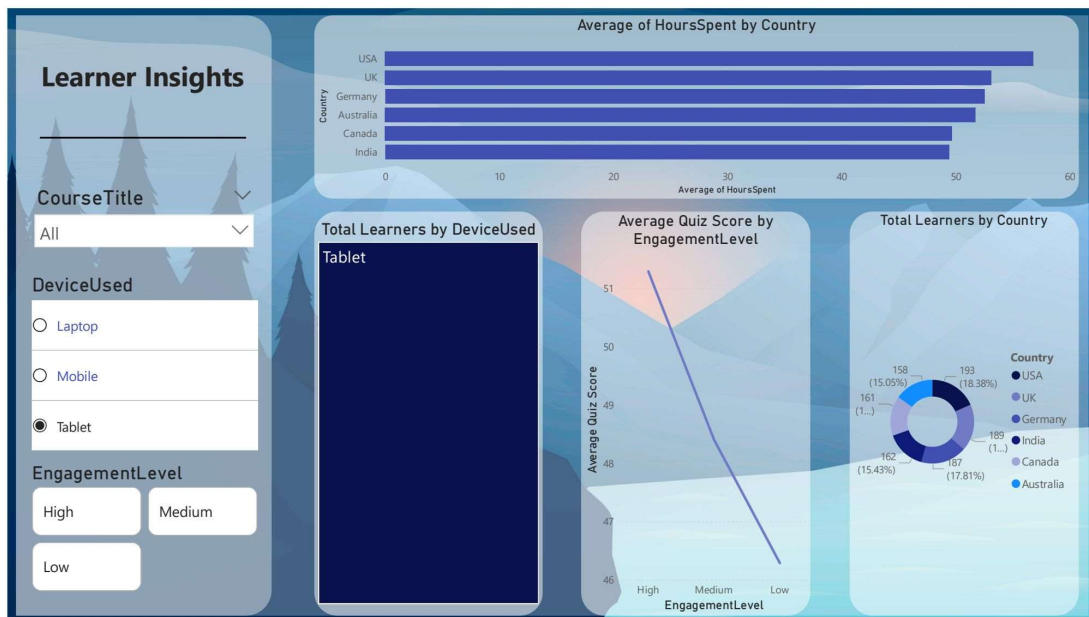 Learner Insights
CourseTitle
All
DeviceUsed
Laptop
Mobile
Tablet
EngagementLevel
High
Medium
Low
Average of HoursSpent by Country
Country
USA
UK
Germany
Australia
Canada
India
0 10 20 30 40 50 60
Average of HoursSpent
Total Learners by DeviceUsed
Tablet
Average Quiz Score by
EngagementLevel
Average Quiz Score
51
50
49
48
47
46
High Medium Low
EngagementLevel
Total Learners by Country
193
(18.38%)
189
(1...)
187
(17.81%)
162
(15.43%)
161
(1...)
158
(15.05%)
Country
USA
UK
Germany
India
Canada
Australia